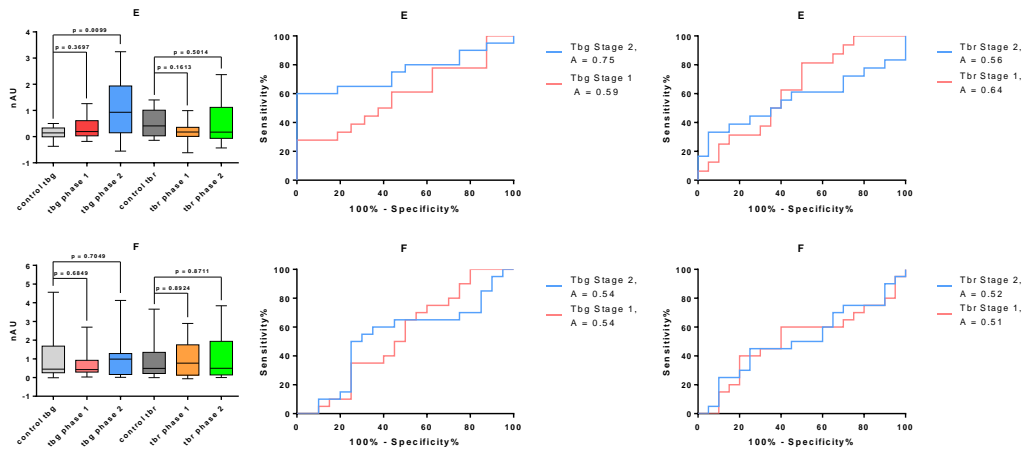 E
p = 0.0099
p = 0.3697
p = 0.5014
p = 0.1613
nAU
4
3
2
1
0
-1
control tbg
tbg phase 1
tbg phase 2
control tbr
tbr phase 1
tbr phase 2
E
Sensitivity%
100
80
60
40
20
0
0 20 40 60 80 100
100% - Specificity%
Tbg Stage 2,
A = 0.75
Tbg Stage 1
A = 0.59
E
Sensitivity%
100
80
60
40
20
0
0 20 40 60 80 100
100% - Specificity%
Tbr Stage 2,
A = 0.56
Tbr Stage 1,
A = 0.64
F
p = 0.7049
p = 0.6849
p = 0.8711
p = 0.8924
nAU
6
5
4
3
2
1
0
-1
control tbg
tbg phase 1
tbg phase 2
control tbr
tbr phase 1
tbr phase 2
F
Sensitivity%
100
80
60
40
20
0
0 20 40 60 80 100
100% - Specificity%
Tbg Stage 2,
A = 0.54
Tbg Stage 1,
A = 0.54
F
Sensitivity%
100
80
60
40
20
0
0 20 40 60 80 100
100% - Specificity%
Tbr Stage 2,
A = 0.52
Tbr Stage 1,
A = 0.51